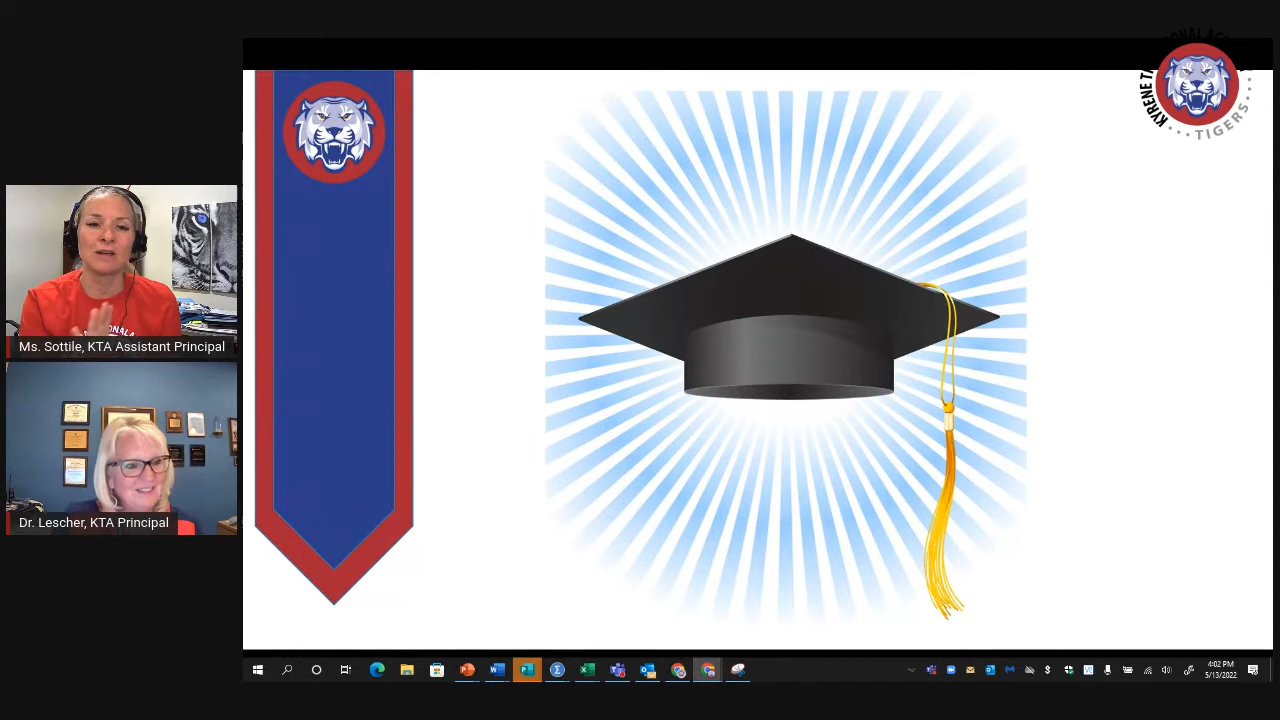 KYRENE
TIGERS
Ms. Sottile, KTA Assistant Principal
Dr. Lescher, KTA Principal
4:02 PM
5/13/2022